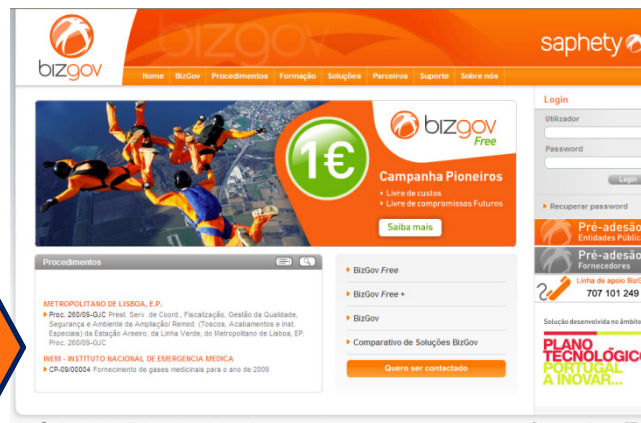 bizgov
saphety
Home BizGov Procedimentos Formação Soluções Parceiros Suporte Sobre nós
1€
bizgov
Free
Campanha Pioneiros
Livre de custos
Livre de compromissos Futuros
Saiba mais
Login
Utilizador
Password
Login
Recuperar password
Pré-adesão
Entidades Públic
Pré-adesão
Fornecedores
Linha de apoio BizG
707 101 249
Solução desenvolvida no âmbito
PLANO
TECNOLÓGICO
PORTUGAL
A INOVAR...
Procedimentos
METROPOLITANO DE LISBOA, E.P.
Proc. 260/09-GJC Prest. Serv. de Coord., Fiscalização, Gestão da Qualidade,
Segurança e Ambiente da Ampliação/ Remod. (Toscos, Acabamentos e Inst.
Especiais) da Estação Areeiro, da Linha Verde, do Metropolitano de Lisboa, EP.
Proc. 260/09-GJC
INEM - INSTITUTO NACIONAL DE EMERGENCIA MEDICA
CP-09/00004 Fornecimento de gases medicinais para o ano de 2009
BizGov Free
BizGov Free +
BizGov
Comparativo de Soluções BizGov
Quero ser contactado